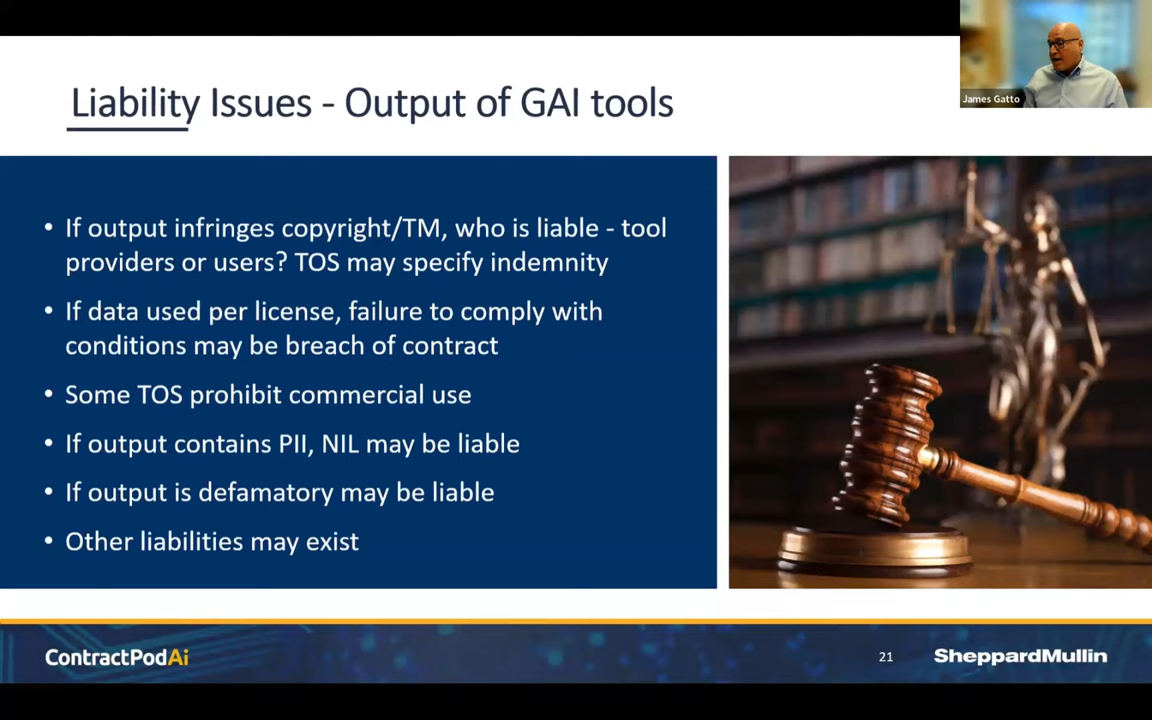 James Gatto
Liability Issues - Output of GAI tools
• If output infringes copyright/TM, who is liable - tool
providers or users? TOS may specify indemnity
• If data used per license, failure to comply with
conditions may be breach of contract
• Some TOS prohibit commercial use
• If output contains PII, NIL may be liable
• If output is defamatory may be liable
• Other liabilities may exist
ContractPodAi
21
SheppardMullin